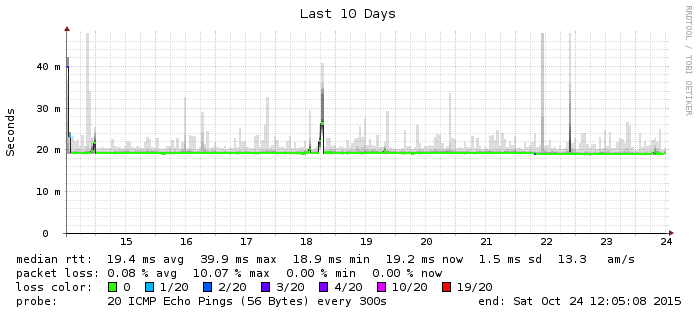 Last 10 Days
RRDTOOL / TOBI OETIKER
Seconds
40 m
30 m
20 m
10 m
0
15 16 17 18 19 20 21 22 23 24
median rtt: 19.4 ms avg 39.9 ms max 18.9 ms min 19.2 ms now 1.5 ms sd 13.3 am/s
packet loss: 0.08 % avg 10.07 % max 0.00 % min 0.00 % now
loss color: 0 1/20 2/20 3/20 4/20 10/20 19/20
probe: 20 ICMP Echo Pings (56 Bytes) every 300s end: Sat Oct 24 12:05:08 2015